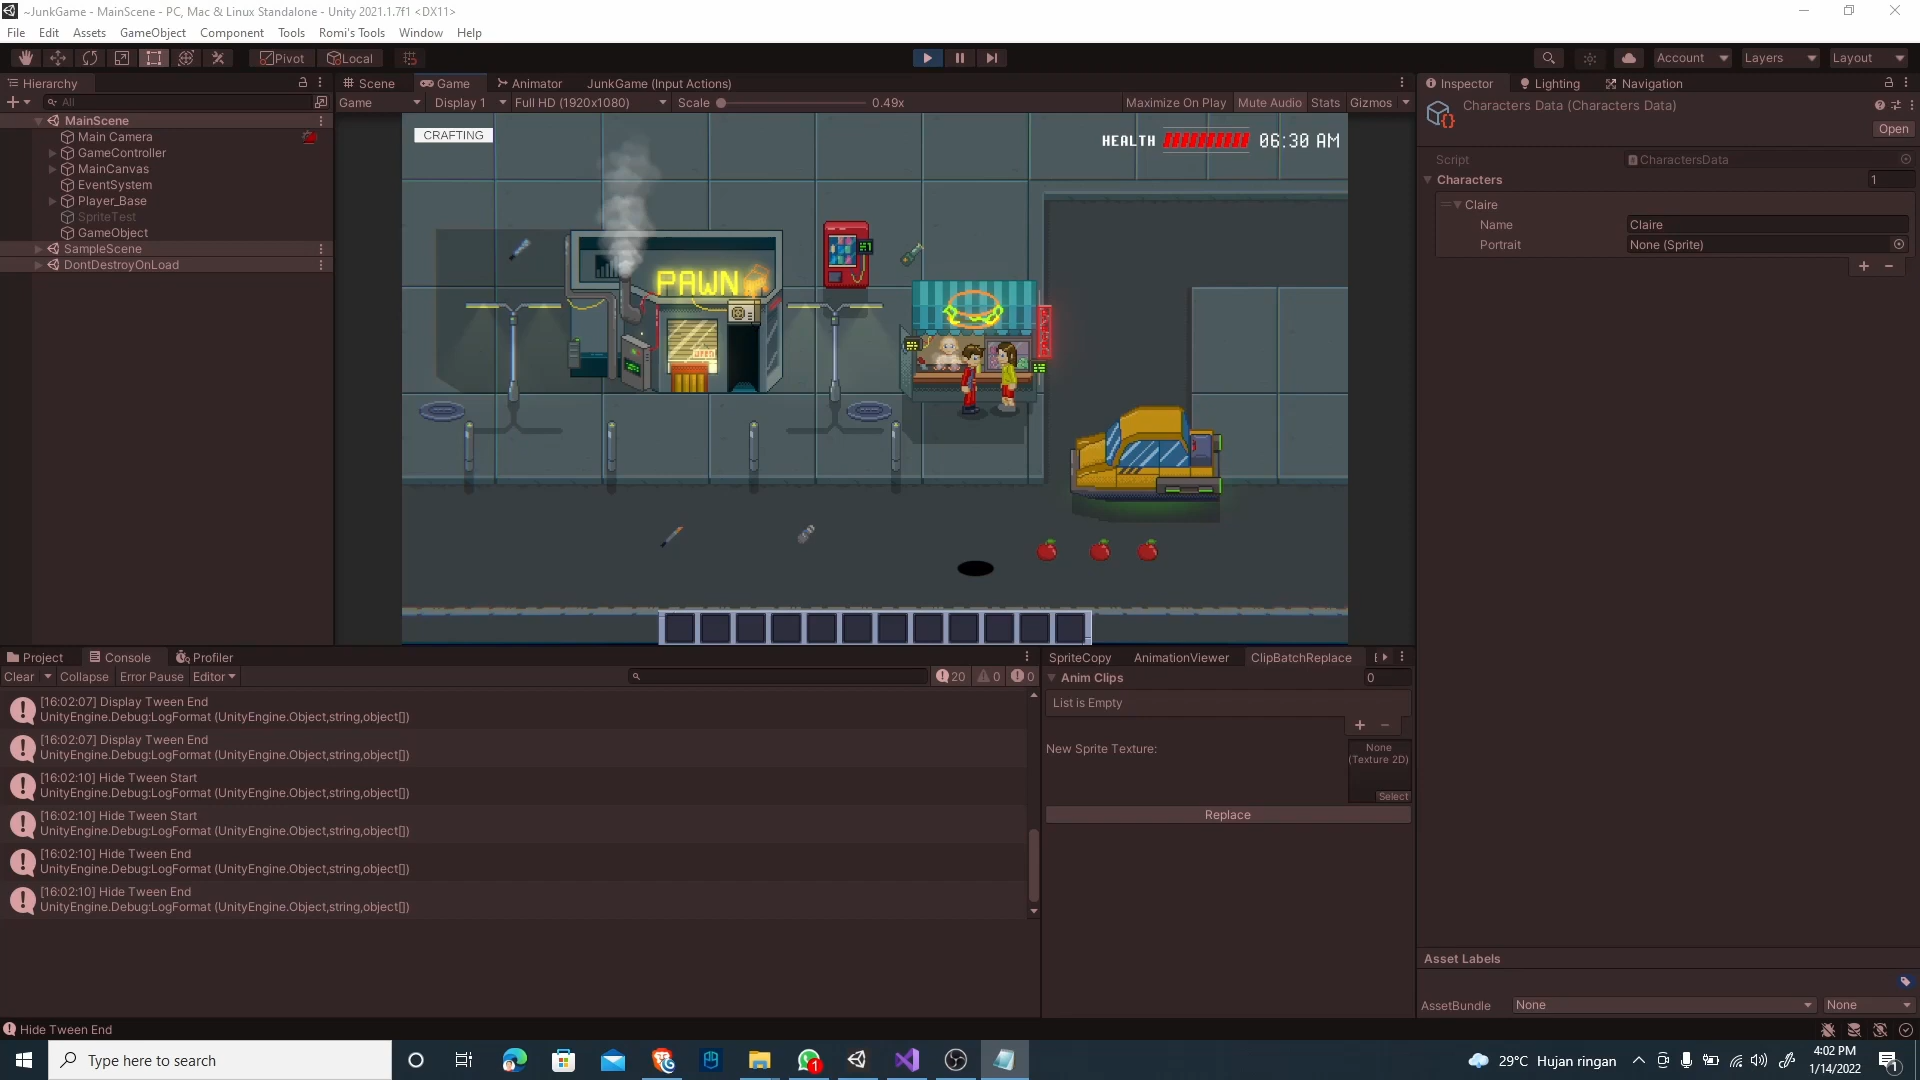 ~JunkGame - MainScene - PC, Mac & Linux Standalone - Unity 2021.1.7f1 <DX11>
File Edit Assets GameObject Component Tools Romi's Tools Window Help
Pivot Local Account Layers Layout
Hierarchy
All
MainScene
Main Camera
GameController
MainCanvas
EventSystem
Player_Base
SpriteTest
GameObject
SampleScene
DontDestroyOnLoad
Scene Game Animator JunkGame (Input Actions)
Game Display 1 Full HD (1920x1080) Scale 0.49x Maximize On Play Mute Audio Stats Gizmos
CRAFTING
HEALTH 06:30 AM
PAWN
OPEN
Inspector Lighting Navigation
Characters Data (Characters Data)
Open
Script CharactersData
Characters 1
Claire
Name Claire
Portrait None (Sprite)
Project Console Profiler
Clear Collapse Error Pause Editor 20 0 0
[16:02:07] Display Tween End
UnityEngine.Debug:LogFormat (UnityEngine.Object,string,object[])
[16:02:07] Display Tween End
UnityEngine.Debug:LogFormat (UnityEngine.Object,string,object[])
[16:02:10] Hide Tween Start
UnityEngine.Debug:LogFormat (UnityEngine.Object,string,object[])
[16:02:10] Hide Tween Start
UnityEngine.Debug:LogFormat (UnityEngine.Object,string,object[])
[16:02:10] Hide Tween End
UnityEngine.Debug:LogFormat (UnityEngine.Object,string,object[])
[16:02:10] Hide Tween End
UnityEngine.Debug:LogFormat (UnityEngine.Object,string,object[])
SpriteCopy AnimationViewer ClipBatchReplace
Anim Clips 0
List is Empty
New Sprite Texture:
None
(Texture 2D)
Select
Replace
Asset Labels
AssetBundle None None
Hide Tween End
Type here to search
1
29°C Hujan ringan
4:02 PM
1/14/2022
1